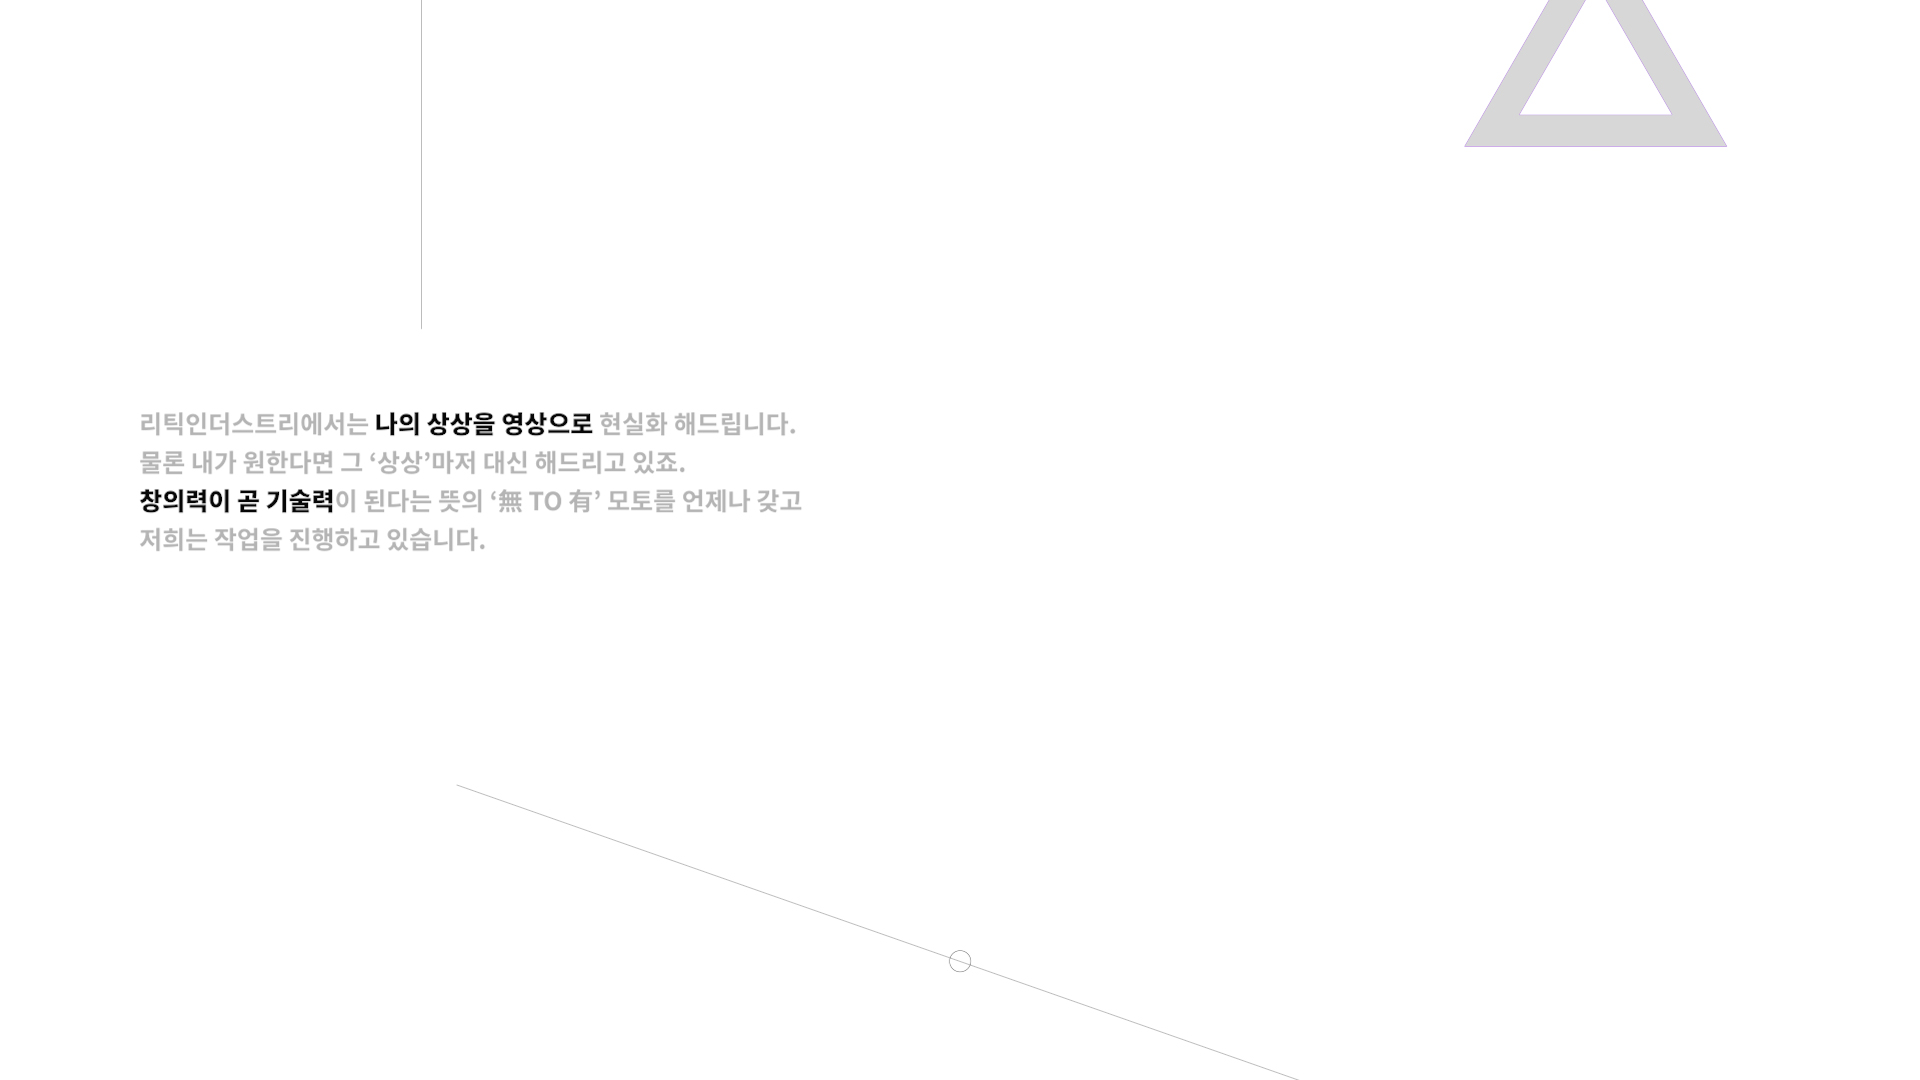 리틱인더스트리에서는 나의 상상을 영상으로 현실화 해드립니다.
물론 내가 원한다면 그 ‘상상’마저 대신 해드리고 있죠.
창의력이 곧 기술력이 된다는 뜻의 ‘無 TO 有’ 모토를 언제나 갖고
저희는 작업을 진행하고 있습니다.